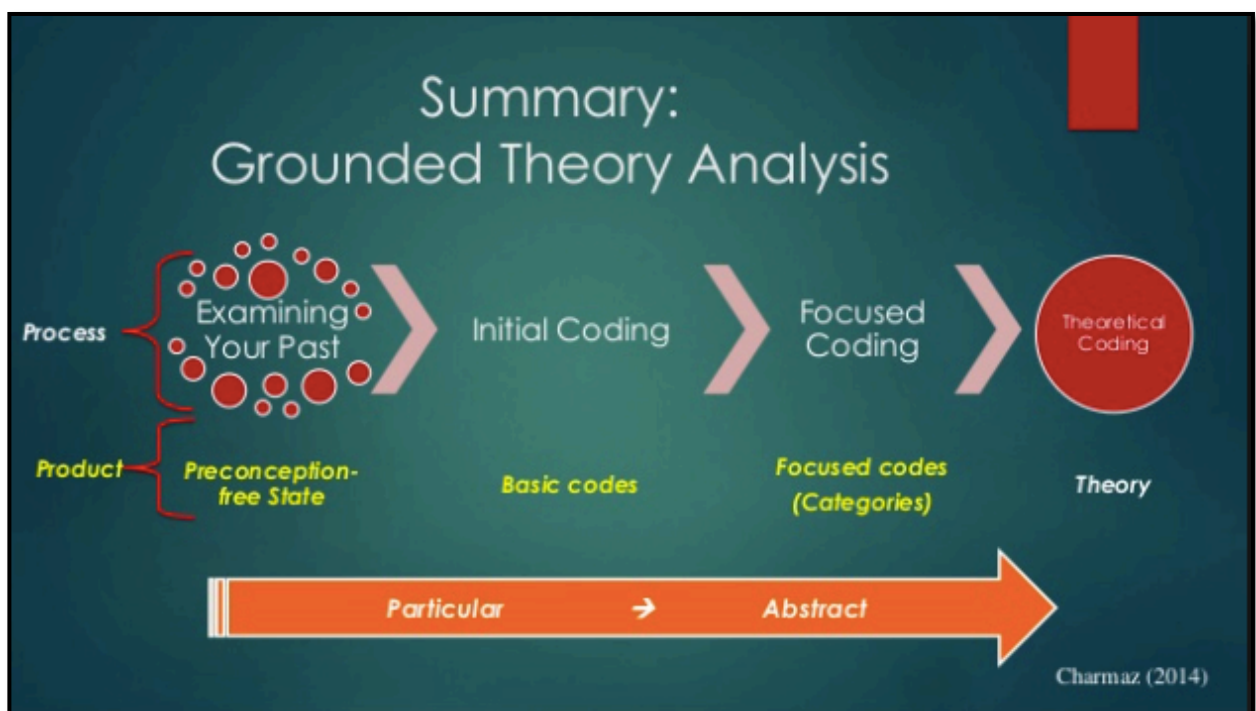 Summary:
Grounded Theory Analysis
Process
Examining
Your Past
Initial Coding
Focused
Coding
Theoretical
Coding
Product
Preconception-
free State
Basic codes
Focused codes
(Categories)
Theory
Particular → Abstract
Charmaz (2014)